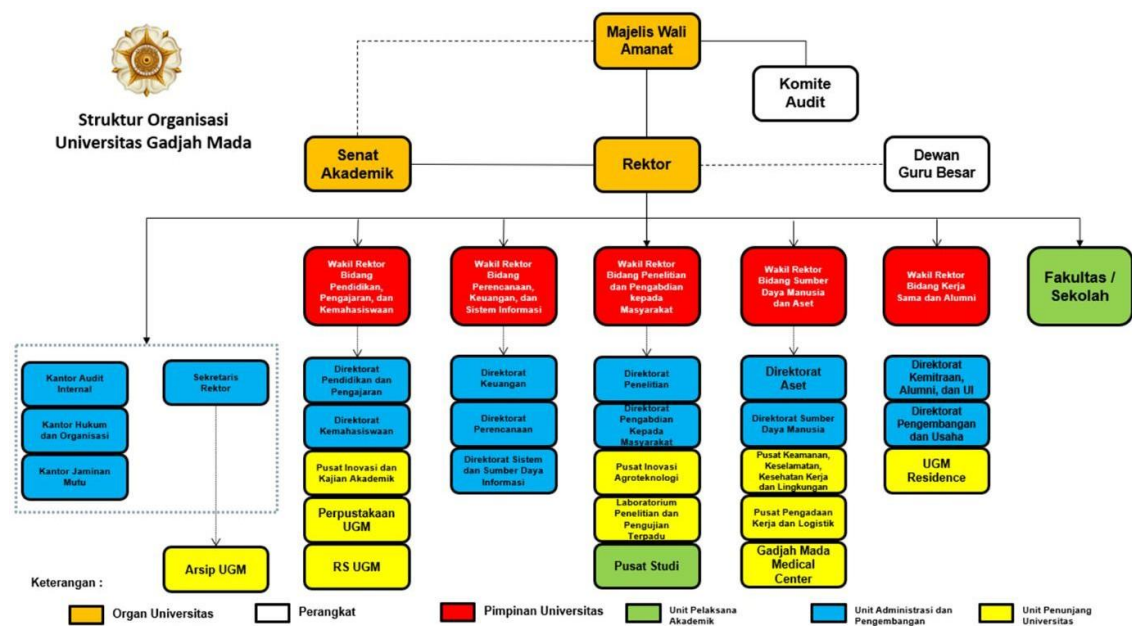 Majelis Wali
Amanat
Komite
Audit
Struktur Organisasi
Universitas Gadjah Mada
Senat
Akademik
Rektor
Dewan
Guru Besar
Wakil Rektor
Bidang
Pendidikan,
Pengajaran, dan
Kemahasiswaan
Wakil Rektor
Bidang
Perencanaan,
Keuangan, dan
Sistem Informasi
Wakil Rektor
Bidang Penelitian
dan Pengabdian
kepada
Masyarakat
Wakil Rektor
Bidang Sumber
Daya Manusia
dan Aset
Wakil Rektor
Bidang Kerja
Sama dan Alumni
Fakultas /
Sekolah
Kantor Audit
Internal
Kantor Hukum
dan Organisasi
Kantor Jaminan
Mutu
Sekretaris
Rektor
Arsip UGM
Direktorat
Pendidikan dan
Pengajaran
Direktorat
Kemahasiswaan
Pusat Inovasi dan
Kajian Akademik
Perpustakaan
UGM
RS UGM
Direktorat
Keuangan
Direktorat
Perencanaan
Direktorat Sistem
dan Sumber Daya
Informasi
Direktorat
Penelitian
Direktorat
Pengabdian
Kepada
Masyarakat
Pusat Inovasi
Agroteknologi
Laboratorium
Penelitian dan
Pengujian
Terpadu
Pusat Studi
Direktorat
Aset
Direktorat Sumber
Daya Manusia
Pusat Keamanan,
Keselamatan,
Kesehatan Kerja
dan Lingkungan
Pusat Pengadaan
Kerja dan Logistik
Gadjah Mada
Medical
Center
Direktorat
Kemitraan,
Alumni, dan UI
Direktorat
Pengembangan
dan Usaha
UGM
Residence
Keterangan :
Organ Universitas
Perangkat
Pimpinan Universitas
Unit Pelaksana
Akademik
Unit Administrasi dan
Pengembangan
Unit Penunjang
Universitas